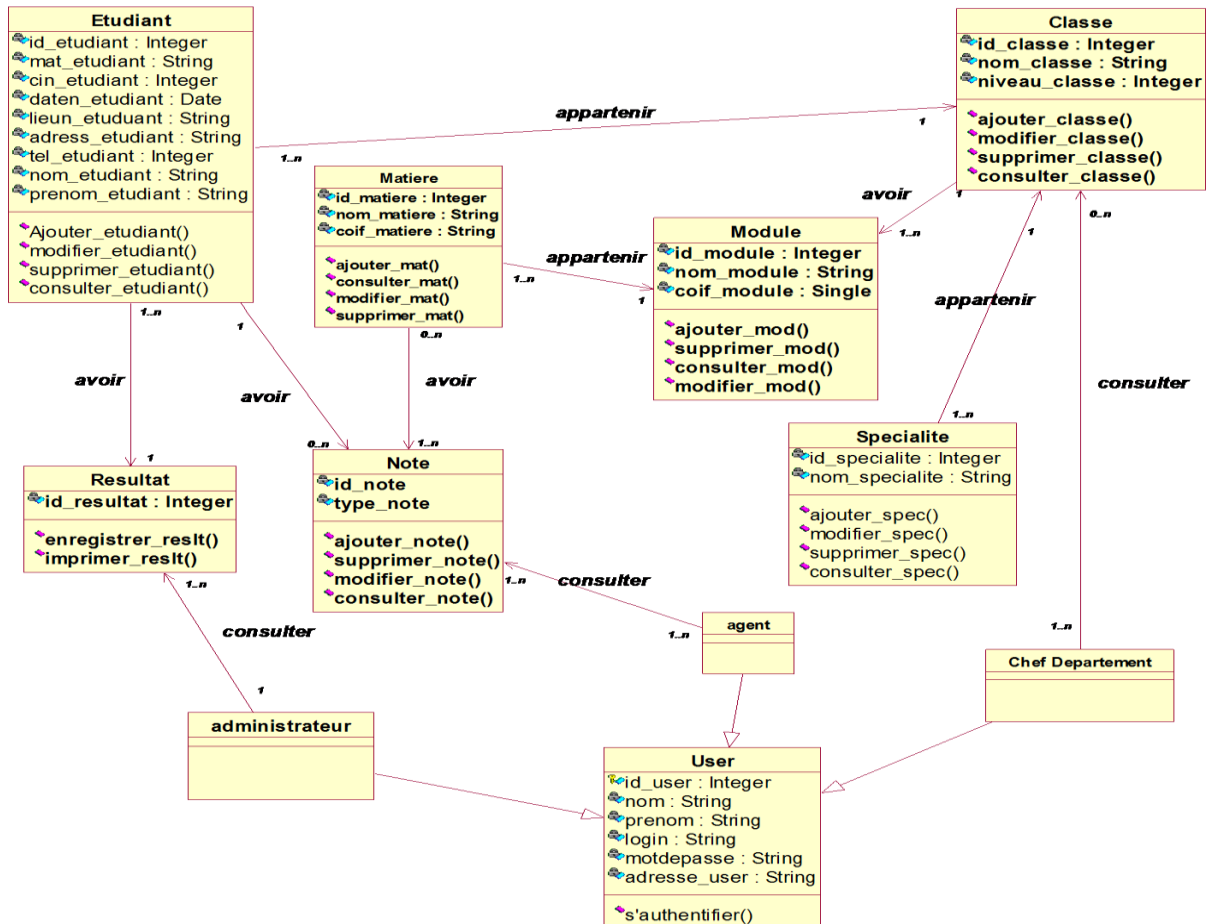 Etudiant
id_etudiant : Integer
mat_etudiant : String
cin_etudiant : Integer
daten_etudiant : Date
lieun_etuduant : String
adress_etudiant : String
tel_etudiant : Integer
nom_etudiant : String
prenom_etudiant : String
Ajouter_etudiant()
modifier_etudiant()
supprimer_etudiant()
consulter_etudiant()
Classe
id_classe : Integer
nom_classe : String
niveau_classe : Integer
ajouter_classe()
modifier_classe()
supprimer_classe()
consulter_classe()
appartenir
1..n
1
Matiere
id_matiere : Integer
nom_matiere : String
coif_matiere : String
ajouter_mat()
consulter_mat()
modifier_mat()
supprimer_mat()
avoir
1
1..n
Module
id_module : Integer
nom_module : String
coif_module : Single
ajouter_mod()
supprimer_mod()
consulter_mod()
modifier_mod()
appartenir
1..n
1
appartenir
1
1..n
consulter
0..n
1..n
avoir
1..n
1
avoir
1
0..n
avoir
0..n
1..n
Specialite
id_specialite : Integer
nom_specialite : String
ajouter_spec()
modifier_spec()
supprimer_spec()
consulter_spec()
Resultat
id_resultat : Integer
enregistrer_reslt()
imprimer_reslt()
Note
id_note
type_note
ajouter_note()
supprimer_note()
modifier_note()
consulter_note()
consulter
1..n
1..n
agent
Chef Departement
consulter
1..n
1
administrateur
User
id_user : Integer
nom : String
prenom : String
login : String
motdepasse : String
adresse_user : String
s'authentifier()